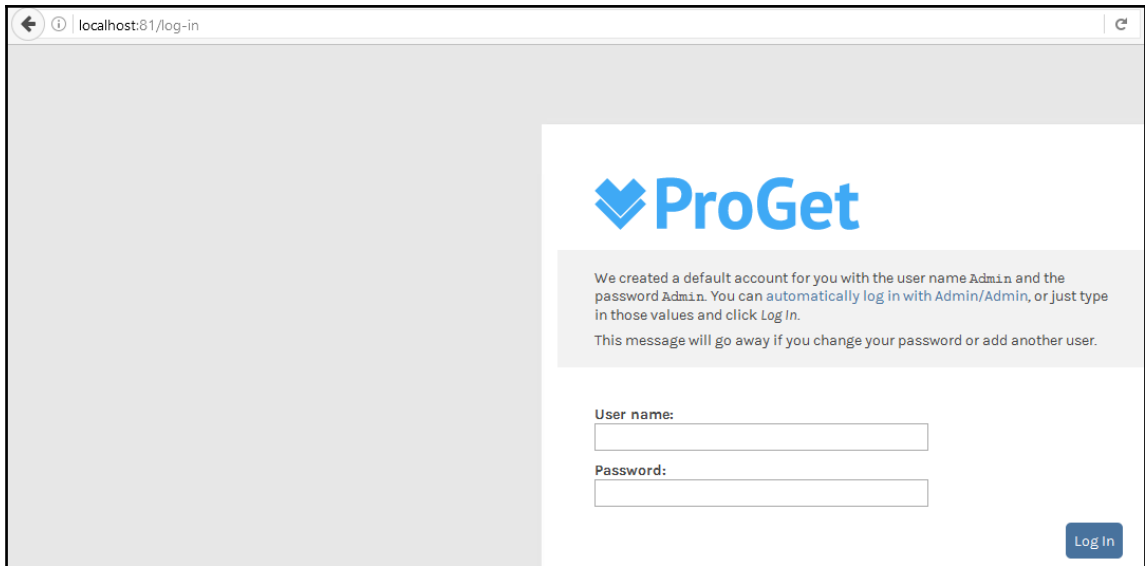 localhost:81/log-in
ProGet
We created a default account for you with the user name Admin and the
password Admin. You can automatically log in with Admin/Admin, or just type
in those values and click Log In.
This message will go away if you change your password or add another user.
User name:
Password:
Log In